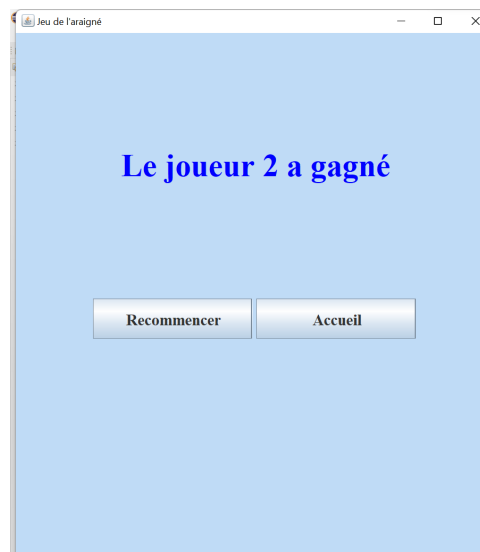 Jeu de l'araigné
Le joueur 2 a gagné
Recommencer
Accueil